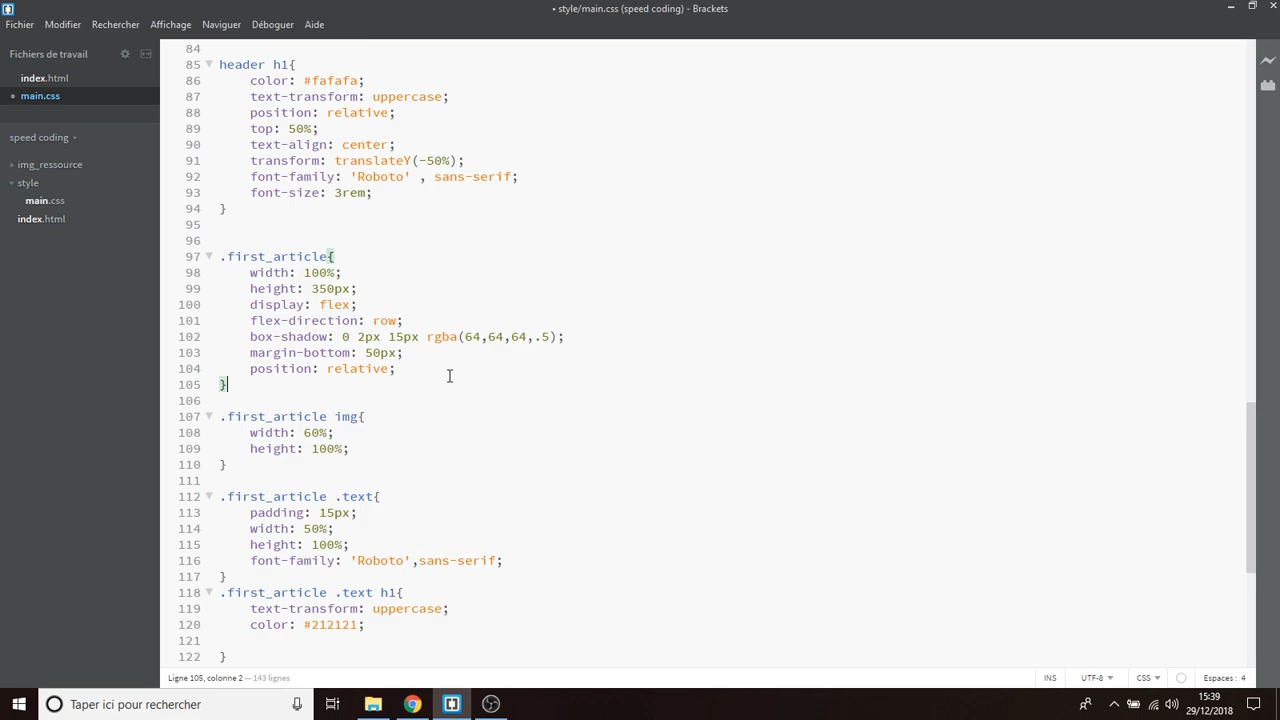 • style/main.css (speed coding) - Brackets
Fichier Modifier Rechercher Affichage Naviguer Déboguer Aide
Fichiers de travail
index.html
• main.css
speed coding
img_ressource
style
main.css
index.html
84
85 header h1{
86 color: #fafafa;
87 text-transform: uppercase;
88 position: relative;
89 top: 50%;
90 text-align: center;
91 transform: translateY(-50%);
92 font-family: 'Roboto' , sans-serif;
93 font-size: 3rem;
94 }
95
96
97 .first_article{
98 width: 100%;
99 height: 350px;
100 display: flex;
101 flex-direction: row;
102 box-shadow: 0 2px 15px rgba(64,64,64,.5);
103 margin-bottom: 50px;
104 position: relative;
105 }
106
107 .first_article img{
108 width: 60%;
109 height: 100%;
110 }
111
112 .first_article .text{
113 padding: 15px;
114 width: 50%;
115 height: 100%;
116 font-family: 'Roboto',sans-serif;
117 }
118 .first_article .text h1{
119 text-transform: uppercase;
120 color: #212121;
121
122 }
Ligne 105, colonne 2 — 143 lignes
INS UTF-8 CSS Espaces : 4
Taper ici pour rechercher
15:39
29/12/2018